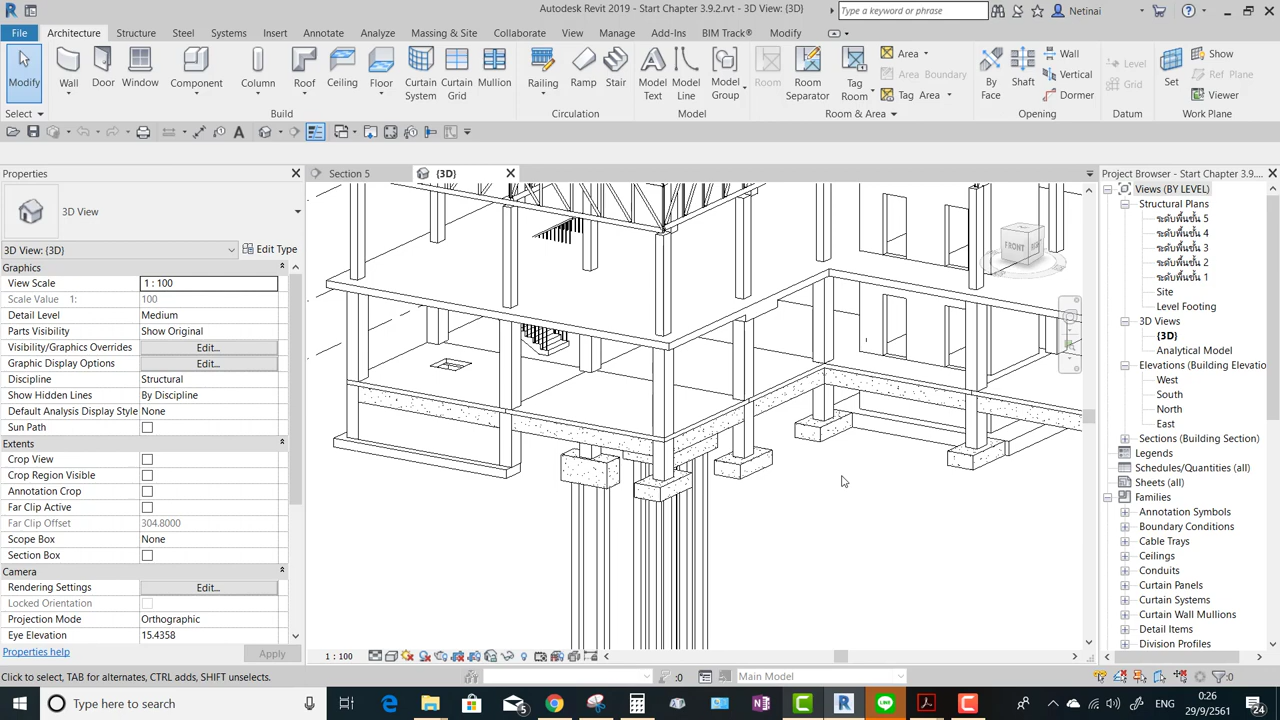 Autodesk Revit 2019 - Start Chapter 3.9.2.rvt - 3D View: {3D}
Type a keyword or phrase
Netinai
File Architecture Structure Steel Systems Insert Annotate Analyze Massing & Site Collaborate View Manage Add-Ins BIM Track® Modify
Modify Wall Door Window Component Column Roof Ceiling Floor Curtain System Curtain Grid Mullion Railing Ramp Stair Model Text Model Line Model Group Room Room Separator Tag Room
Area
Area Boundary
Tag Area
By Face Shaft
Wall
Vertical
Dormer
Level
Grid
Set
Show
Ref Plane
Viewer
Select Build Circulation Model Room & Area Opening Datum Work Plane
Properties
Section 5
{3D}
Project Browser - Start Chapter 3.9....
3D View
3D View: {3D}
Edit Type
Graphics
View Scale 1 : 100
Scale Value 1: 100
Detail Level Medium
Parts Visibility Show Original
Visibility/Graphics Overrides Edit...
Graphic Display Options Edit...
Discipline Structural
Show Hidden Lines By Discipline
Default Analysis Display Style None
Sun Path
Extents
Crop View
Crop Region Visible
Annotation Crop
Far Clip Active
Far Clip Offset 304.8000
Scope Box None
Section Box
Camera
Rendering Settings Edit...
Locked Orientation
Projection Mode Orthographic
Eye Elevation 15.4358
Properties help
Apply
FRONT
Views (BY LEVEL)
Structural Plans
ระดับพื้นชั้น 5
ระดับพื้นชั้น 4
ระดับพื้นชั้น 3
ระดับพื้นชั้น 2
ระดับพื้นชั้น 1
Site
Level Footing
3D Views
{3D}
Analytical Model
Elevations (Building Elevatio
West
South
North
East
Sections (Building Section)
Legends
Schedules/Quantities (all)
Sheets (all)
Families
Annotation Symbols
Boundary Conditions
Cable Trays
Ceilings
Conduits
Curtain Panels
Curtain Systems
Curtain Wall Mullions
Detail Items
Division Profiles
1 : 100
Click to select, TAB for alternates, CTRL adds, SHIFT unselects.
:0
Main Model
:0
Type here to search
5
ENG
0:26
29/9/2561